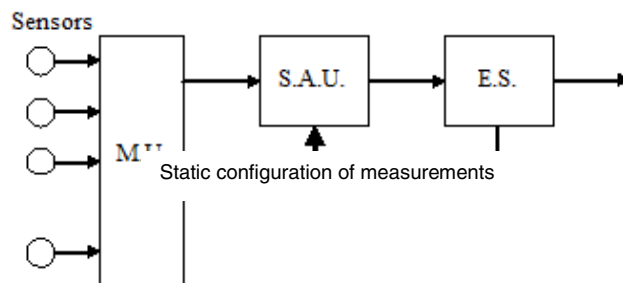 Sensors
S.A.U.
E.S.
Static configuration of measurements